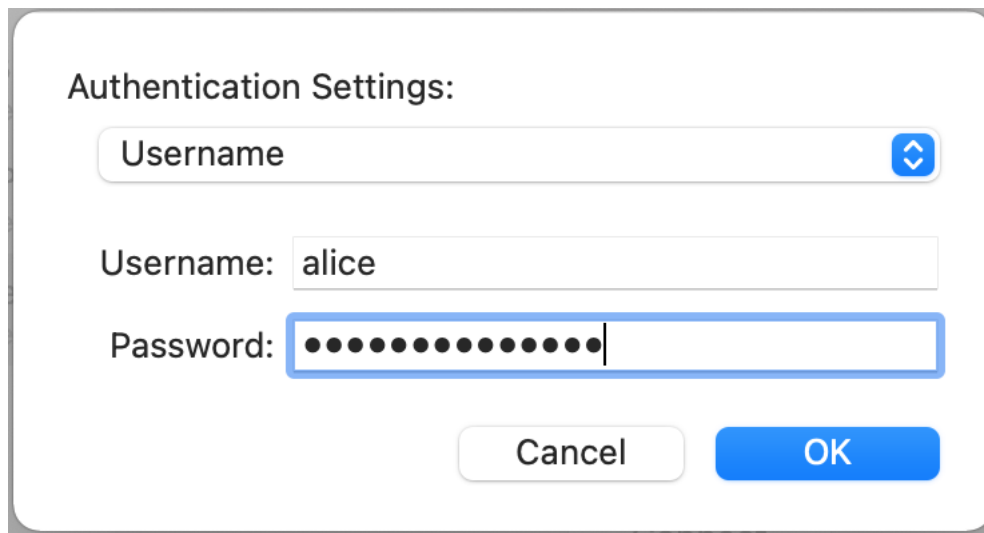 Authentication Settings:
Username
Username: alice
Password: ••••••••••••••
Cancel OK